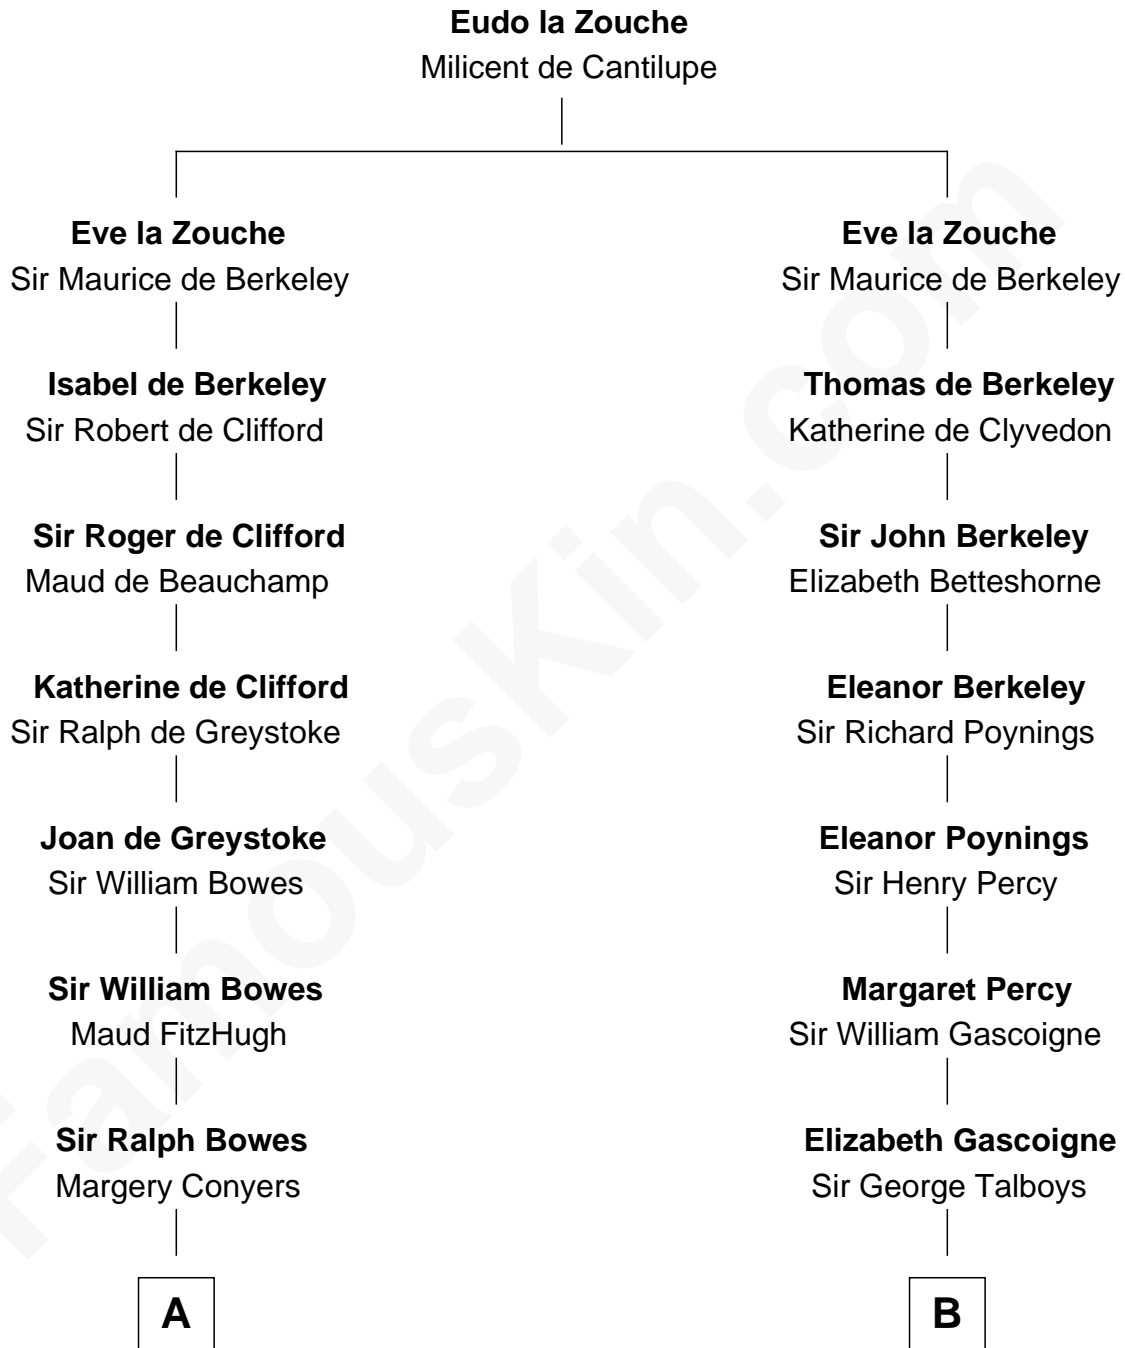 Eudo la Zouche
Milicent de Cantilupe
Eve la Zouche
Sir Maurice de Berkeley
Isabel de Berkeley
Sir Robert de Clifford
Sir Roger de Clifford
Maud de Beauchamp
Katherine de Clifford
Sir Ralph de Greystoke
Joan de Greystoke
Sir William Bowes
Sir William Bowes
Maud FitzHugh
Sir Ralph Bowes
Margery Conyers
A
Eve la Zouche
Sir Maurice de Berkeley
Thomas de Berkeley
Katherine de Clyvedon
Sir John Berkeley
Elizabeth Betteshorne
Eleanor Berkeley
Sir Richard Poynings
Eleanor Poynings
Sir Henry Percy
Margaret Percy
Sir William Gascoigne
Elizabeth Gascoigne
Sir George Talboys
B
FamousKin.com